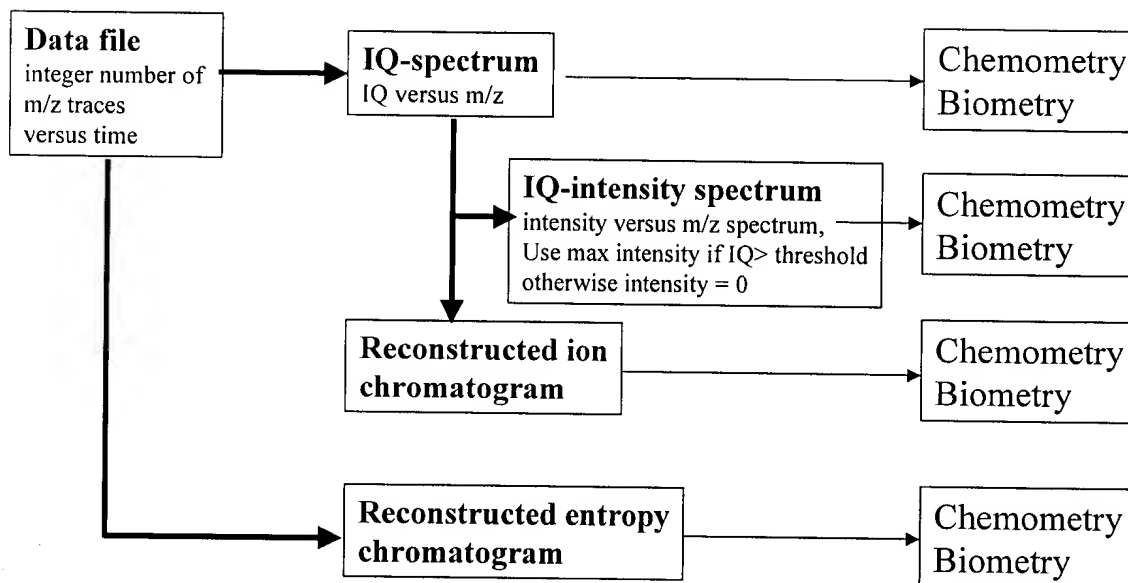 Data file
integer number of
m/z traces
versus time
IQ-spectrum
IQ versus m/z
Chemometry
Biometry
IQ-intensity spectrum
intensity versus m/z spectrum,
Use max intensity if IQ> threshold
otherwise intensity = 0
Chemometry
Biometry
Reconstructed ion
chromatogram
Chemometry
Biometry
Reconstructed entropy
chromatogram
Chemometry
Biometry